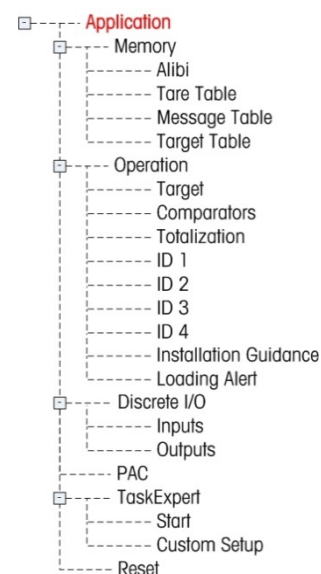 Application
Memory
Alibi
Tare Table
Message Table
Target Table
Operation
Target
Comparators
Totalization
ID 1
ID 2
ID 3
ID 4
Installation Guidance
Loading Alert
Discrete I/O
Inputs
Outputs
PAC
TaskExpert
Start
Custom Setup
Reset